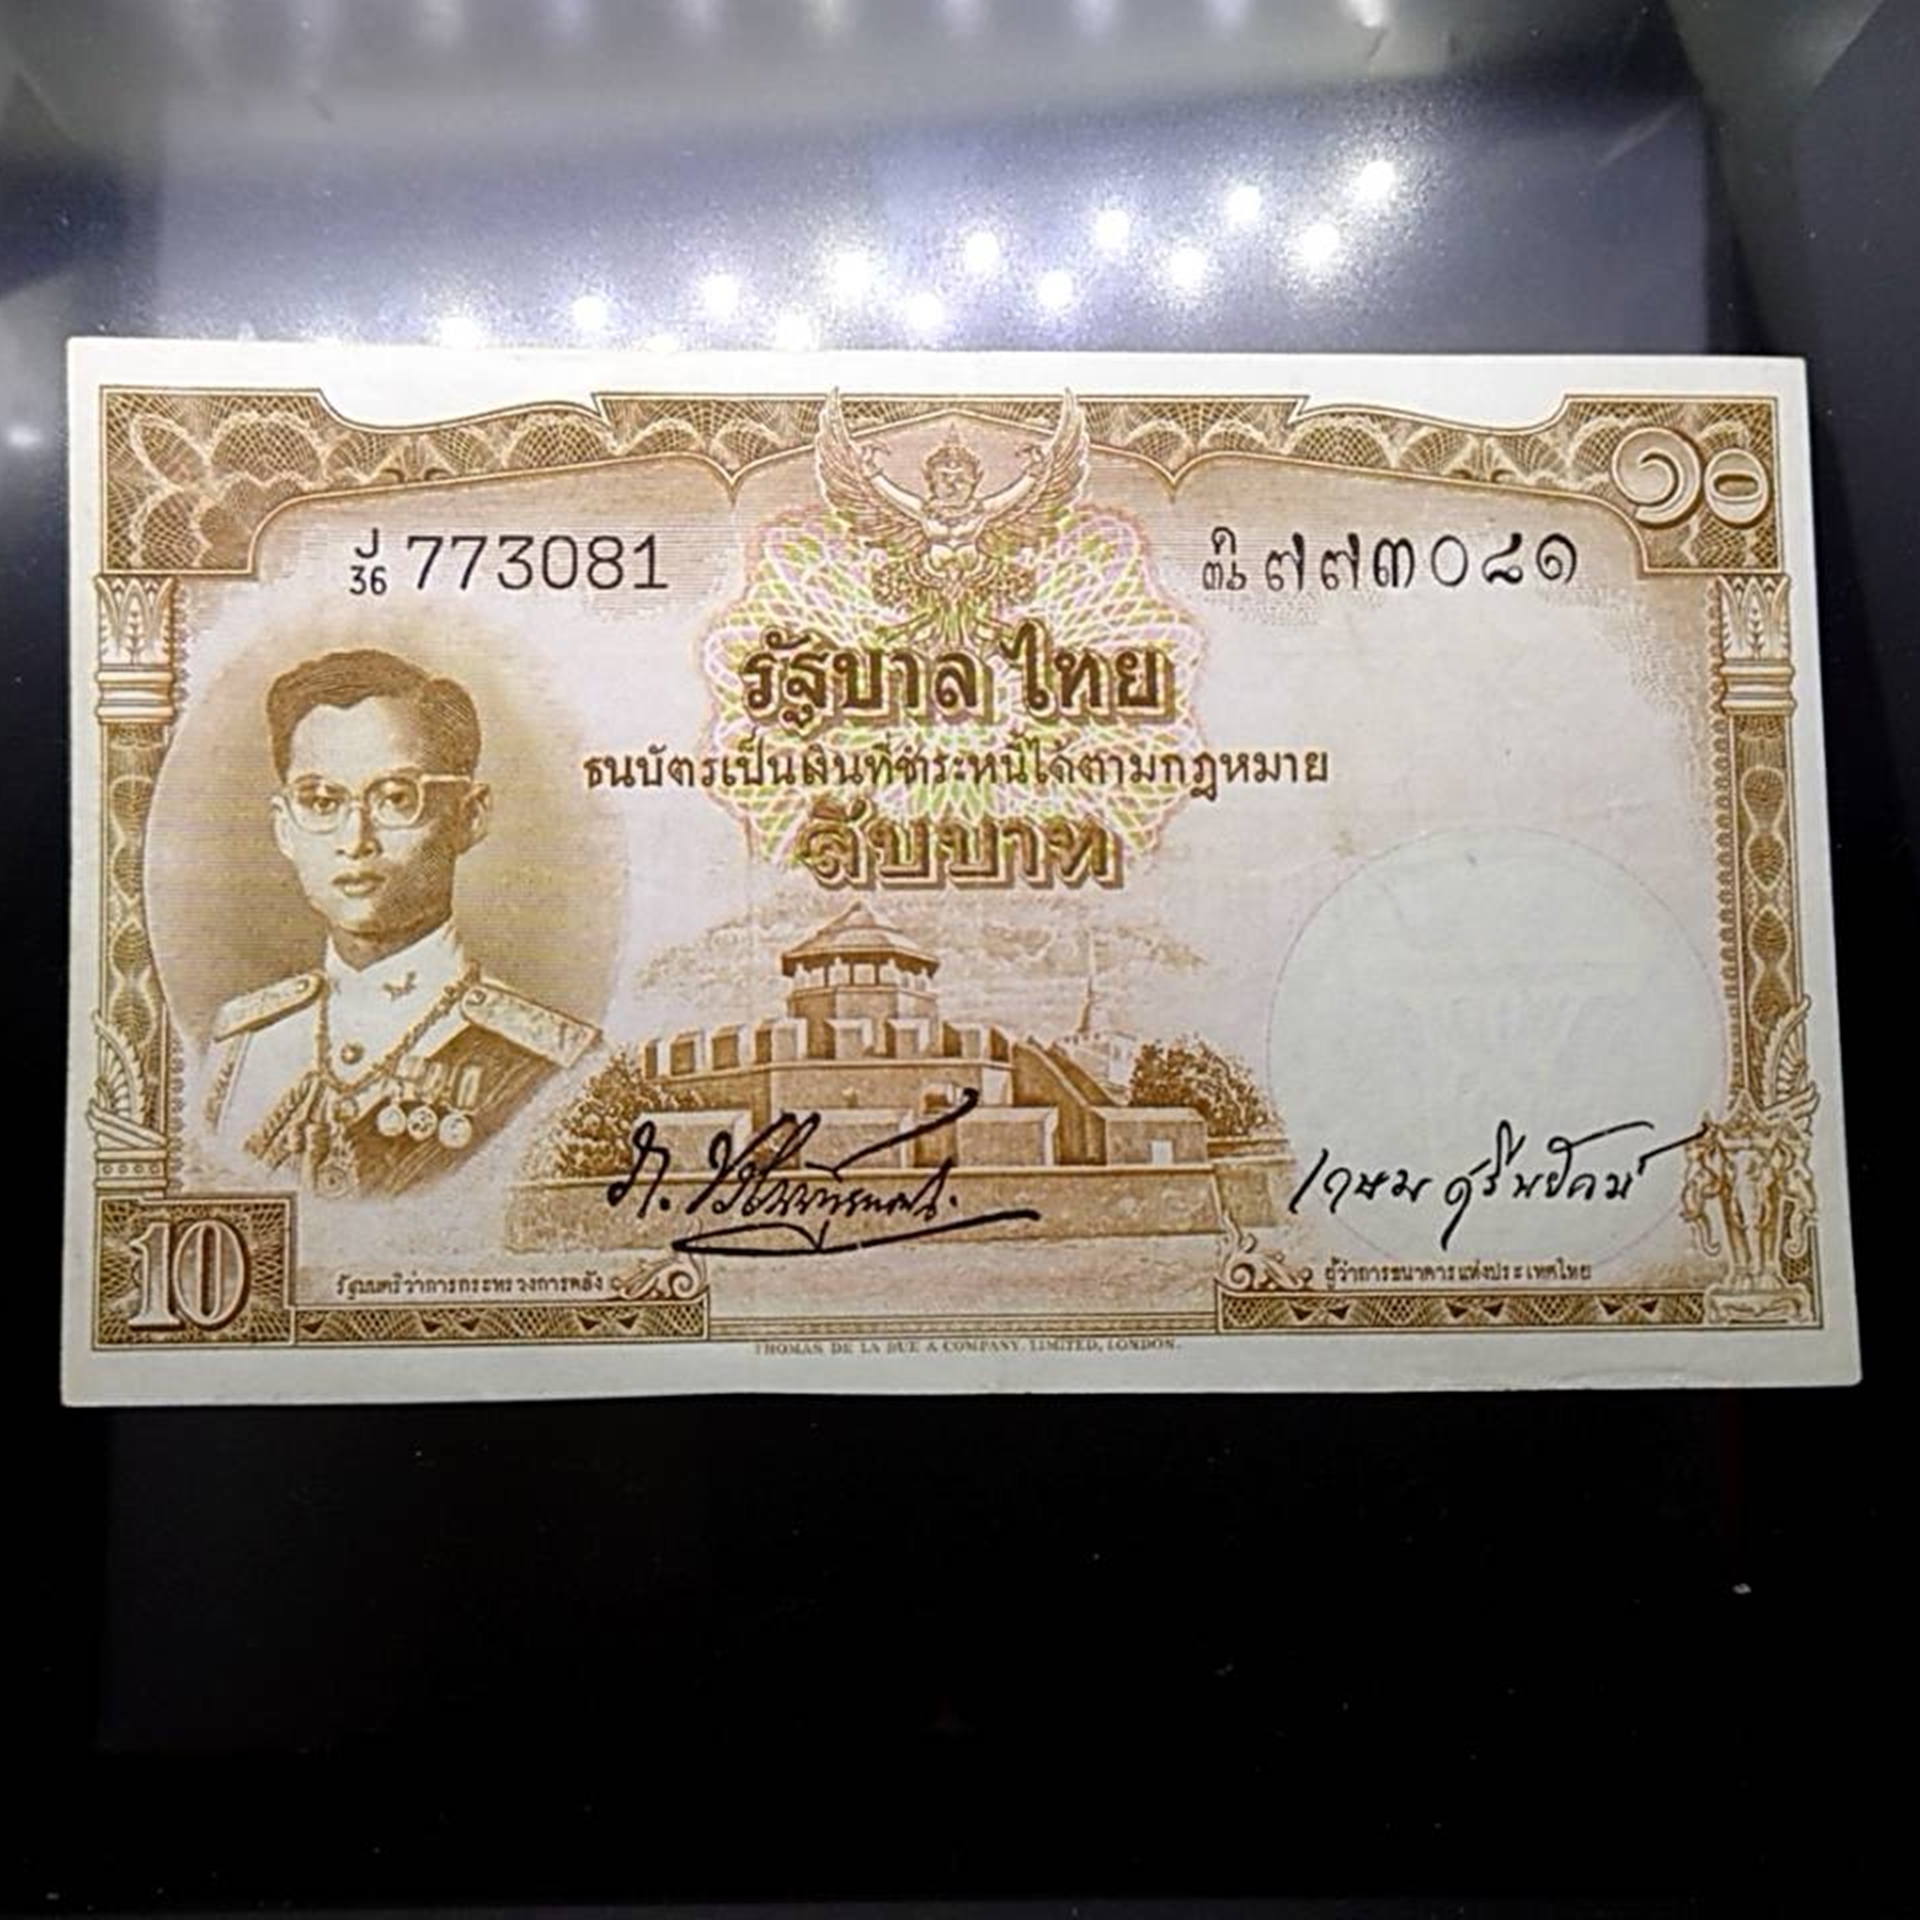 ๑๐
J/36 773081 ค/๓๖ ๗๗๓๐๘๑
รัฐบาลไทย
ธนบัตรเป็นเงินที่ชำระหนี้ได้ตามกฎหมาย
สิบบาท
เกษม ศรีพยัคฆ์
10 รัฐมนตรีว่าการกระทรวงการคลัง ผู้ว่าการธนาคารแห่งประเทศไทย
THOMAS DE LA RUE & COMPANY, LIMITED, LONDON.